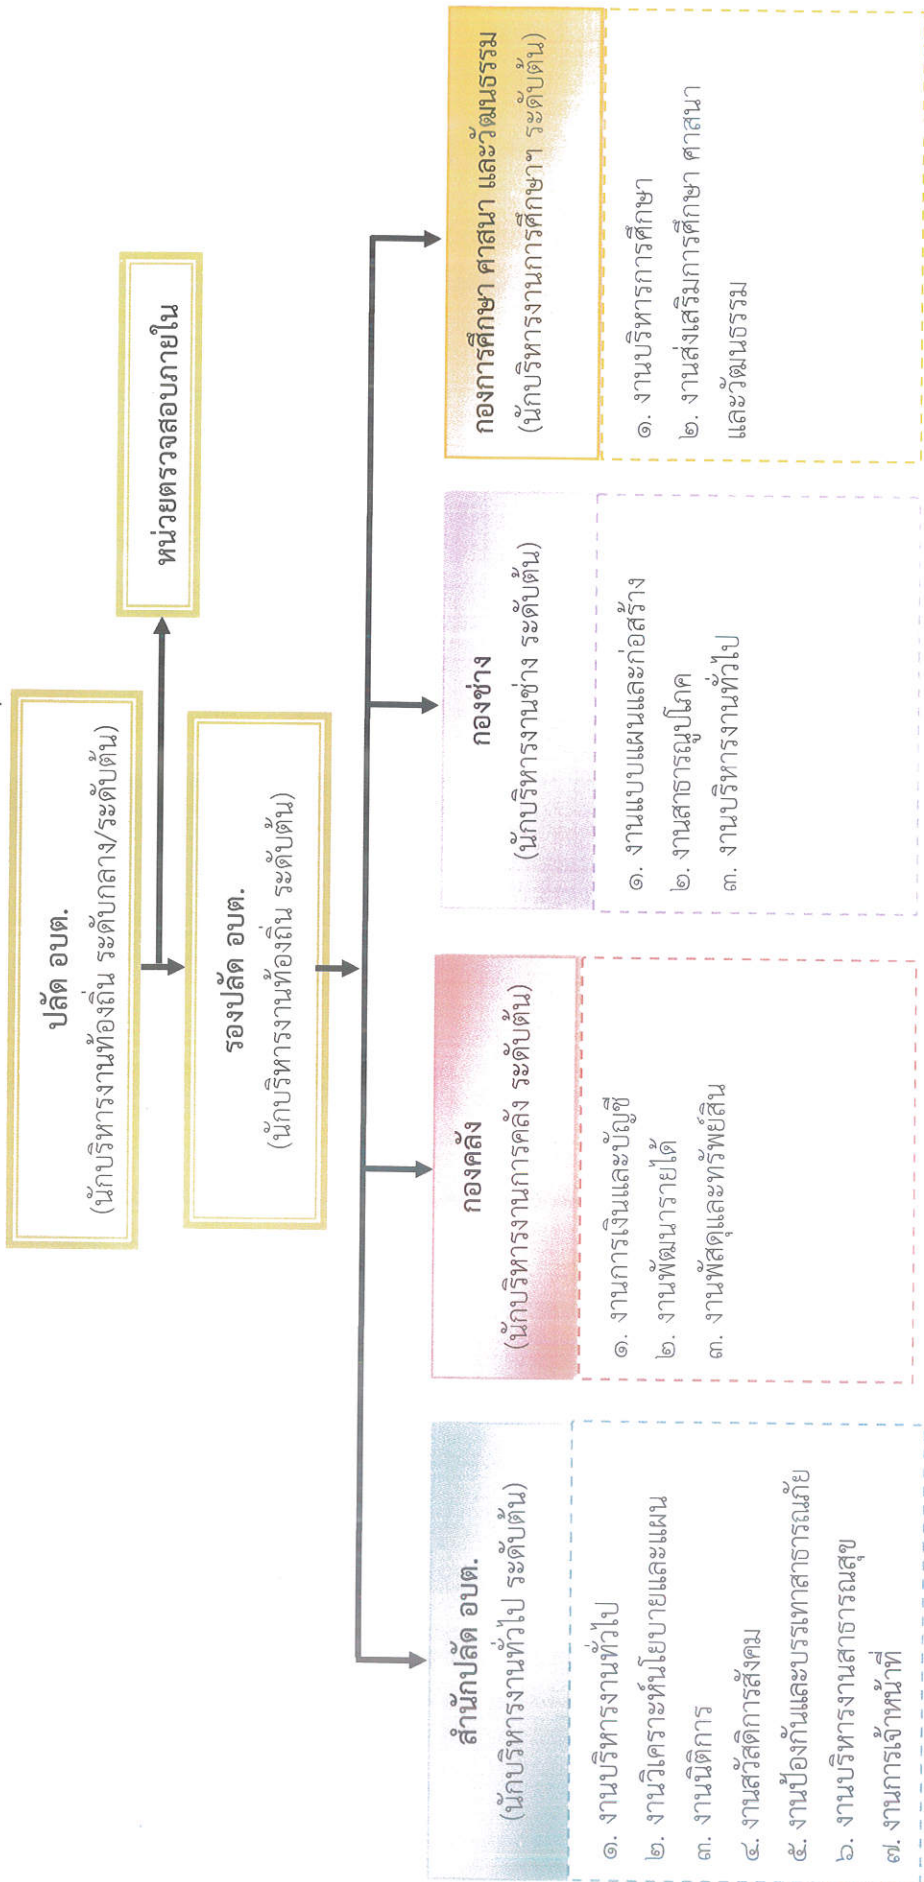 ปลัด อบต.
(นักบริหารงานท้องถิ่น ระดับกลาง/ระดับต้น)
หน่วยตรวจสอบภายใน
รองปลัด อบต.
(นักบริหารงานท้องถิ่น ระดับต้น)
สำนักปลัด อบต.
(นักบริหารงานทั่วไป ระดับต้น)
๑. งานบริหารงานทั่วไป
๒. งานวิเคราะห์นโยบายและแผน
๓. งานนิติการ
๔. งานสวัสดิการสังคม
๕. งานป้องกันและบรรเทาสาธารณภัย
๖. งานบริหารงานสาธารณสุข
๗. งานการเจ้าหน้าที่
กองคลัง
(นักบริหารงานการคลัง ระดับต้น)
๑. งานการเงินและบัญชี
๒. งานพัฒนารายได้
๓. งานพัสดุและทรัพย์สิน
กองช่าง
(นักบริหารงานช่าง ระดับต้น)
๑. งานแบบแผนและก่อสร้าง
๒. งานสาธารณูปโภค
๓. งานบริหารงานทั่วไป
กองการศึกษา ศาสนา และวัฒนธรรม
(นักบริหารงานการศึกษาฯ ระดับต้น)
๑. งานบริหารการศึกษา
๒. งานส่งเสริมการศึกษา ศาสนา
และวัฒนธรรม